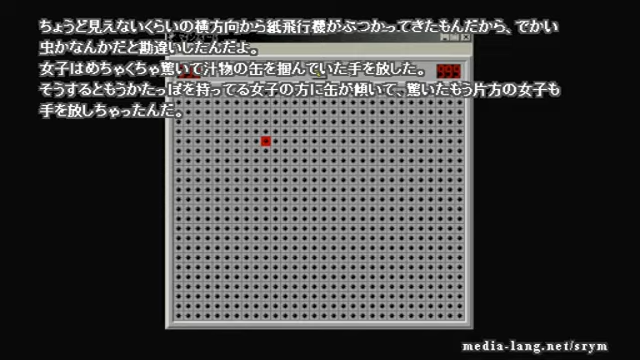 ちょうど見えないくらいの横方向から紙飛行機がぶつかってきたもんだから、でかい
虫かなんかだと勘違いしたんだよ。
女子はめちゃくちゃ驚いて汁物の缶を掴んでいた手を放した。
そうするともうかたっぽを持ってる女子の方に缶が傾いて、驚いたもう片方の女子も
手を放しちゃったんだ。
media-lang.net/srym